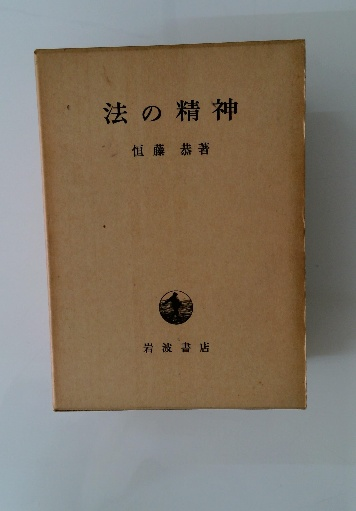 法の精神
恒藤 恭著
岩波書店